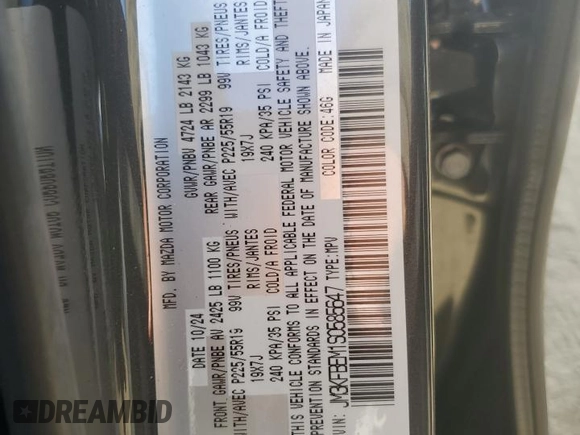 MFD. BY MAZDA MOTOR CORPORATION
DATE 10/24 GVWR/PNBV 4724 LB 2143 KG
FRONT GAWR/PNBE AV 2425 LB 1100 KG REAR GAWR/PNBE AR 2299 LB 1043 KG
WITH/AVEC P225/55R19 99V TIRES/PNEUS WITH/AVEC P225/55R19 99V TIRES/PNEUS
19X7J RIMS/JANTES 19X7J RIMS/JANTES
240 KPA/35 PSI COLD/A FROID 240 KPA/35 PSI COLD/A FROID
THIS VEHICLE CONFORMS TO ALL APPLICABLE FEDERAL MOTOR VEHICLE SAFETY AND THEFT
PREVENTION STANDARDS IN EFFECT ON THE DATE OF MANUFACTURE SHOWN ABOVE.
VIN: JM3KFBEM1S0585647 TYPE:MPV COLOR CODE:46G MADE IN JAPAN
DREAMBID